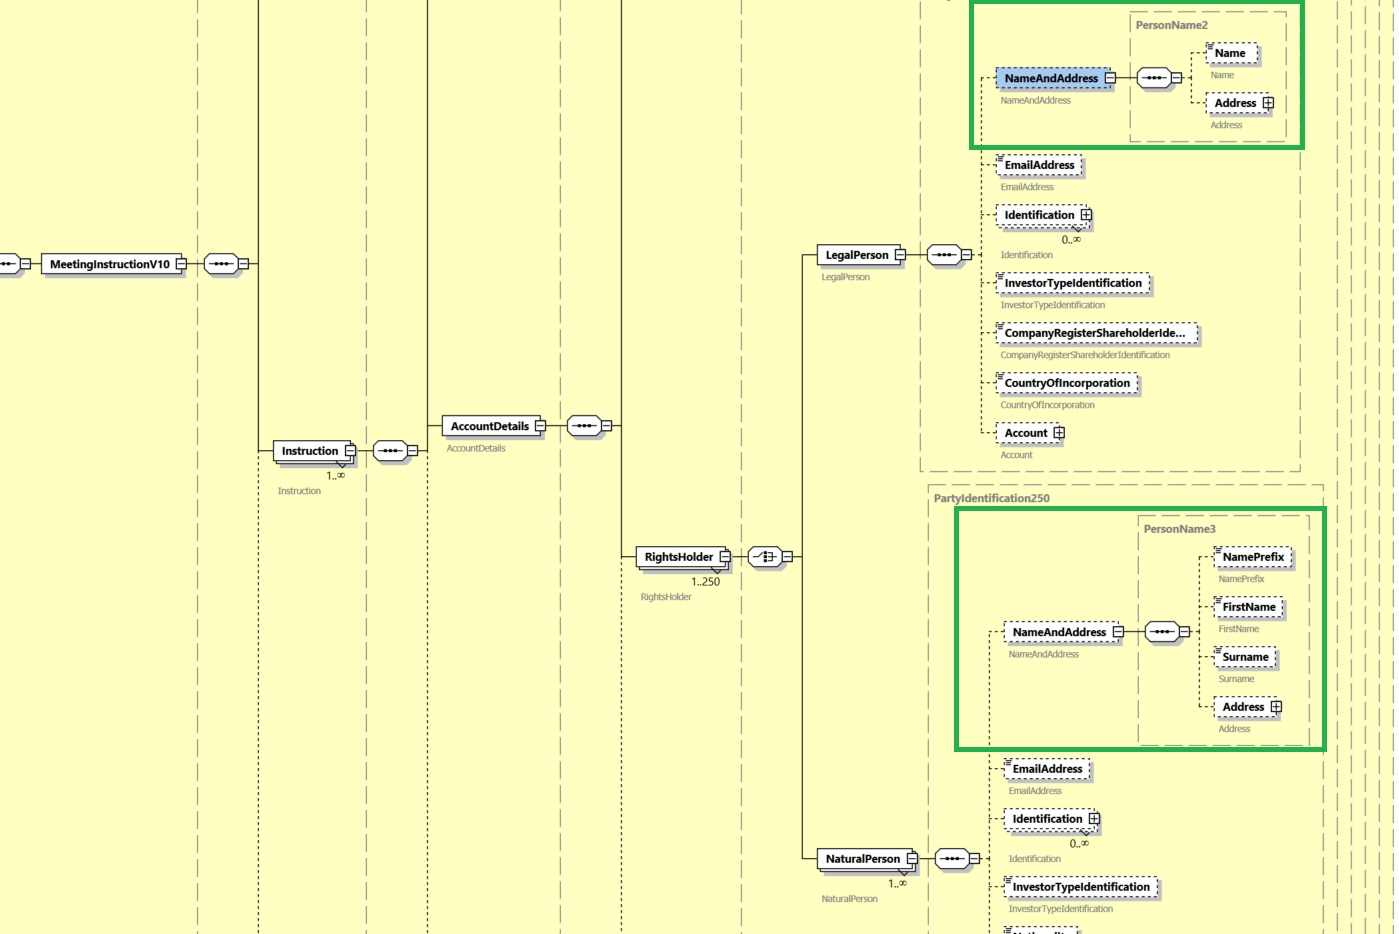 PersonName2
Name
Name
NameAndAddress
NameAndAddress
Address
Address
EmailAddress
EmailAddress
Identification
0..∞
Identification
MeetingInstructionV10
LegalPerson
LegalPerson
InvestorTypeIdentification
InvestorTypeIdentification
CompanyRegisterShareholderIde...
CompanyRegisterShareholderIdentification
CountryOfIncorporation
CountryOfIncorporation
Account
Account
AccountDetails
AccountDetails
Instruction
1..∞
Instruction
PartyIdentification250
PersonName3
RightsHolder
1..250
RightsHolder
NamePrefix
NamePrefix
FirstName
FirstName
NameAndAddress
NameAndAddress
Surname
Surname
Address
Address
EmailAddress
EmailAddress
Identification
0..∞
Identification
NaturalPerson
1..∞
NaturalPerson
InvestorTypeIdentification
InvestorTypeIdentification